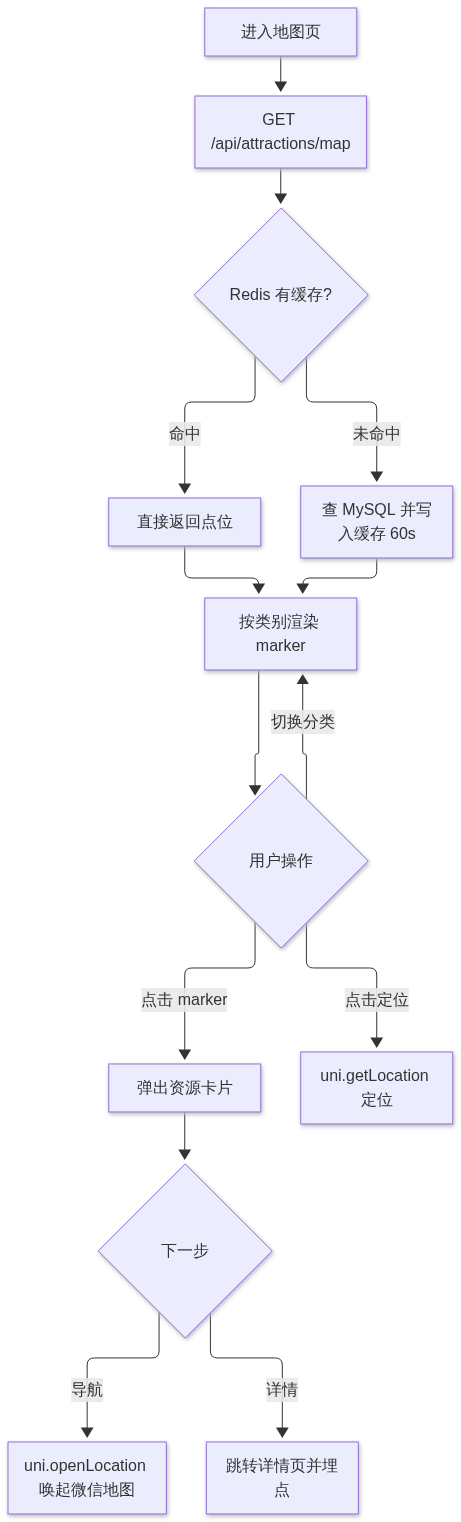 进入地图页
GET
/api/attractions/map
Redis 有缓存?
命中
未命中
直接返回点位
查 MySQL 并写
入缓存 60s
按类别渲染
marker
切换分类
用户操作
点击 marker
点击定位
弹出资源卡片
uni.getLocation
定位
下一步
导航
详情
uni.openLocation
唤起微信地图
跳转详情页并埋
点